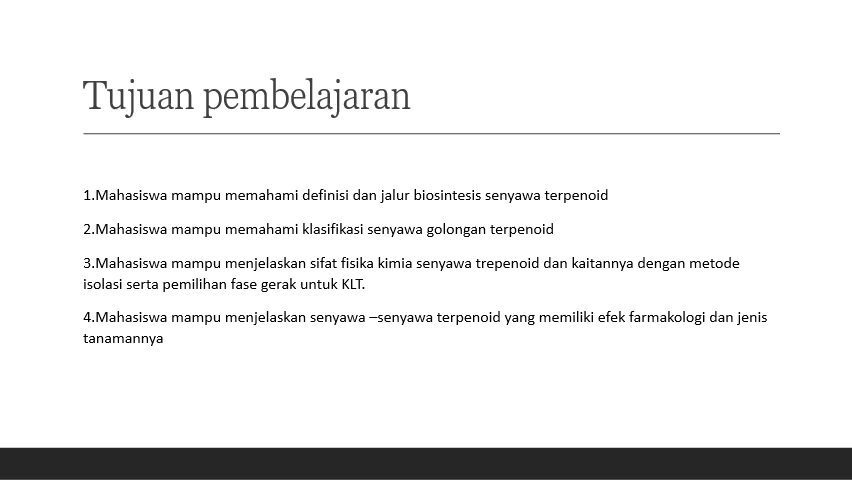 Tujuan pembelajaran
1.Mahasiswa mampu memahami definisi dan jalur biosintesis senyawa terpenoid
2.Mahasiswa mampu memahami klasifikasi senyawa golongan terpenoid
3.Mahasiswa mampu menjelaskan sifat fisika kimia senyawa trepenoid dan kaitannya dengan metode
isolasi serta pemilihan fase gerak untuk KLT.
4.Mahasiswa mampu menjelaskan senyawa –senyawa terpenoid yang memiliki efek farmakologi dan jenis
tanamannya